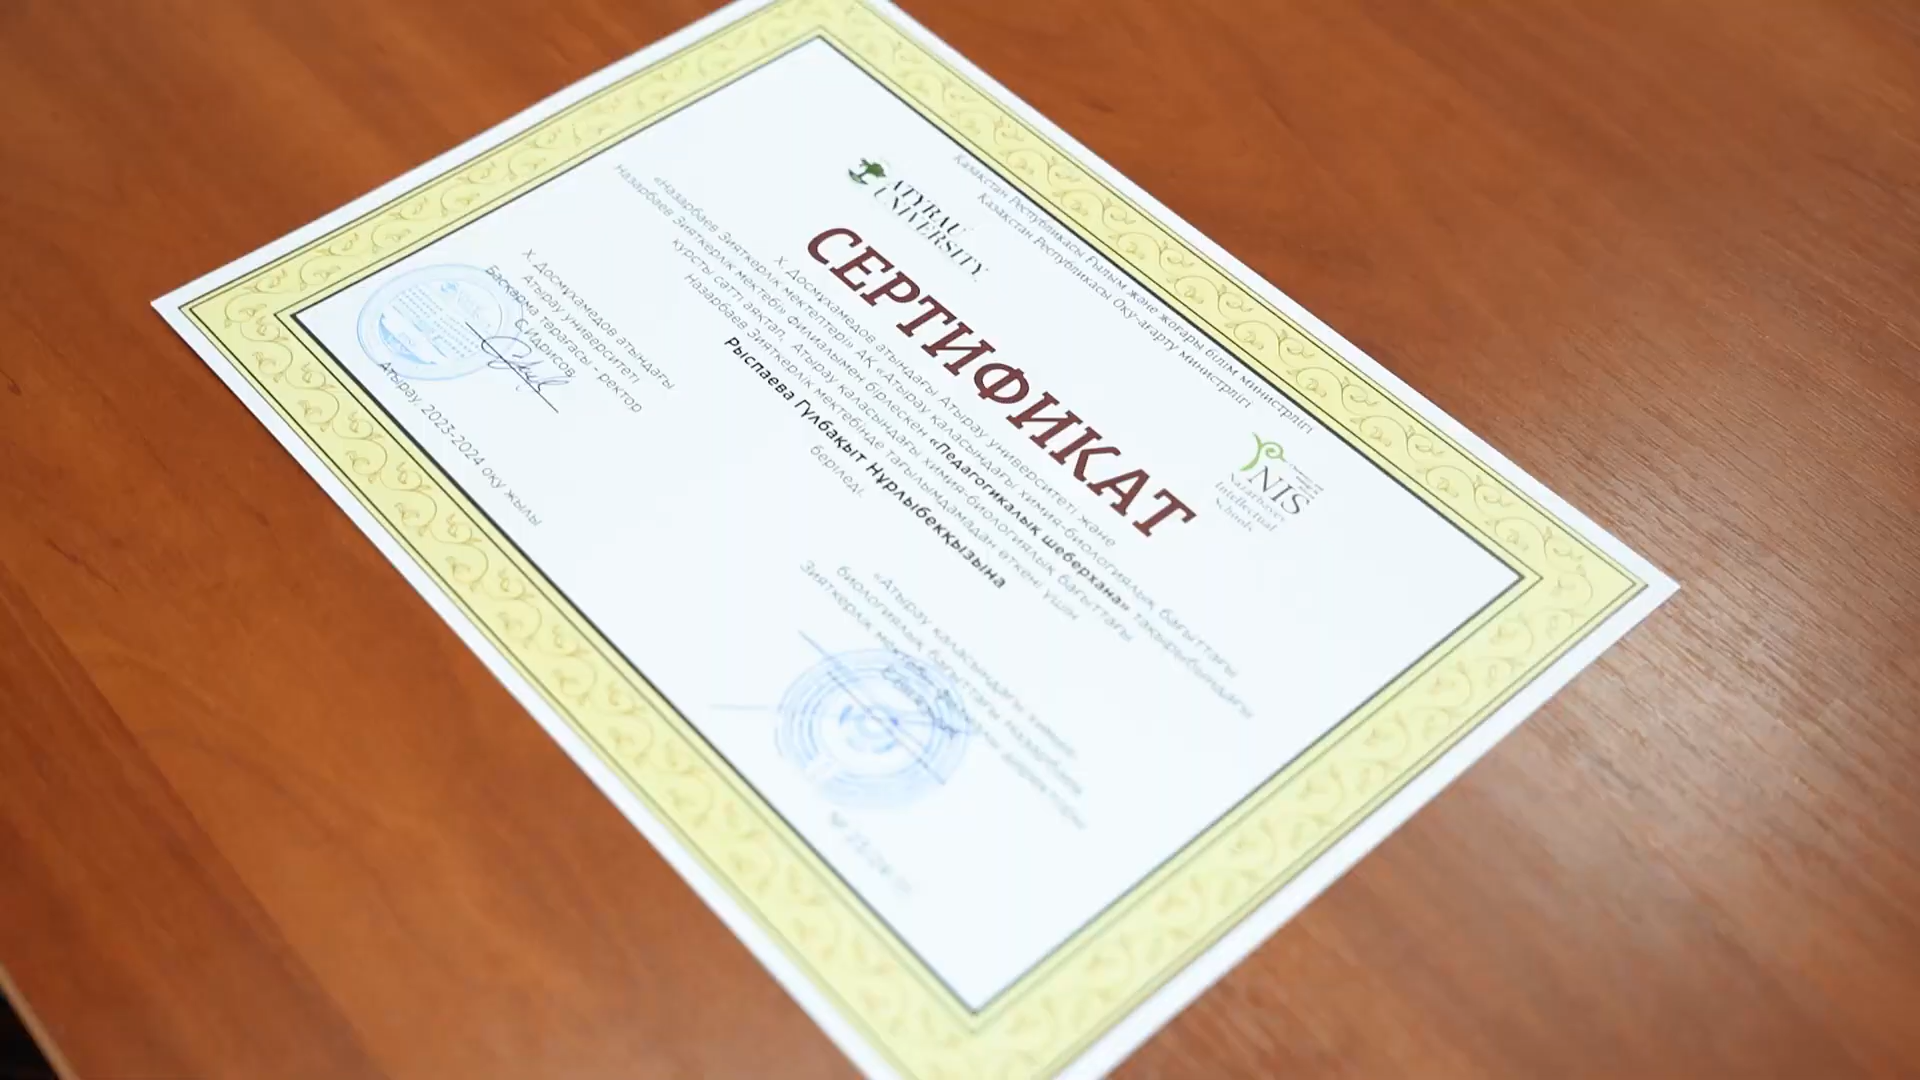 Қазақстан Республикасы Ғылым және жоғары білім министрлігі
Қазақстан Республикасы Оқу-ағарту министрлігі
ATYRAU
UNIVERSITY
NIS
Nazarbayev
Intellectual
Schools
СЕРТИФИКАТ
Х. Досмұхамедов атындағы Атырау университеті және
«Назарбаев Зияткерлік мектептері» АҚ «Атырау қаласындағы химия-биологиялық бағыттағы
Назарбаев Зияткерлік мектебі» филиалымен бірлескен «Педагогикалық шеберхана» тақырыбындағы
курсты сәтті аяқтап, Атырау қаласындағы химия-биологиялық бағыттағы
Назарбаев Зияткерлік мектебінде тағылымдамадан өткені үшін
Рыспаева Гүлбақыт Нурлыбекқызына
беріледі.
Х. Досмұхамедов атындағы
Атырау университеті
Басқарма төрағасы - ректор
С.Идрисов
«Атырау қаласындағы химия-
биологиялық бағыттағы Назарбаев
Зияткерлік директоры
Атырау, 2023-2024 оқу жылы